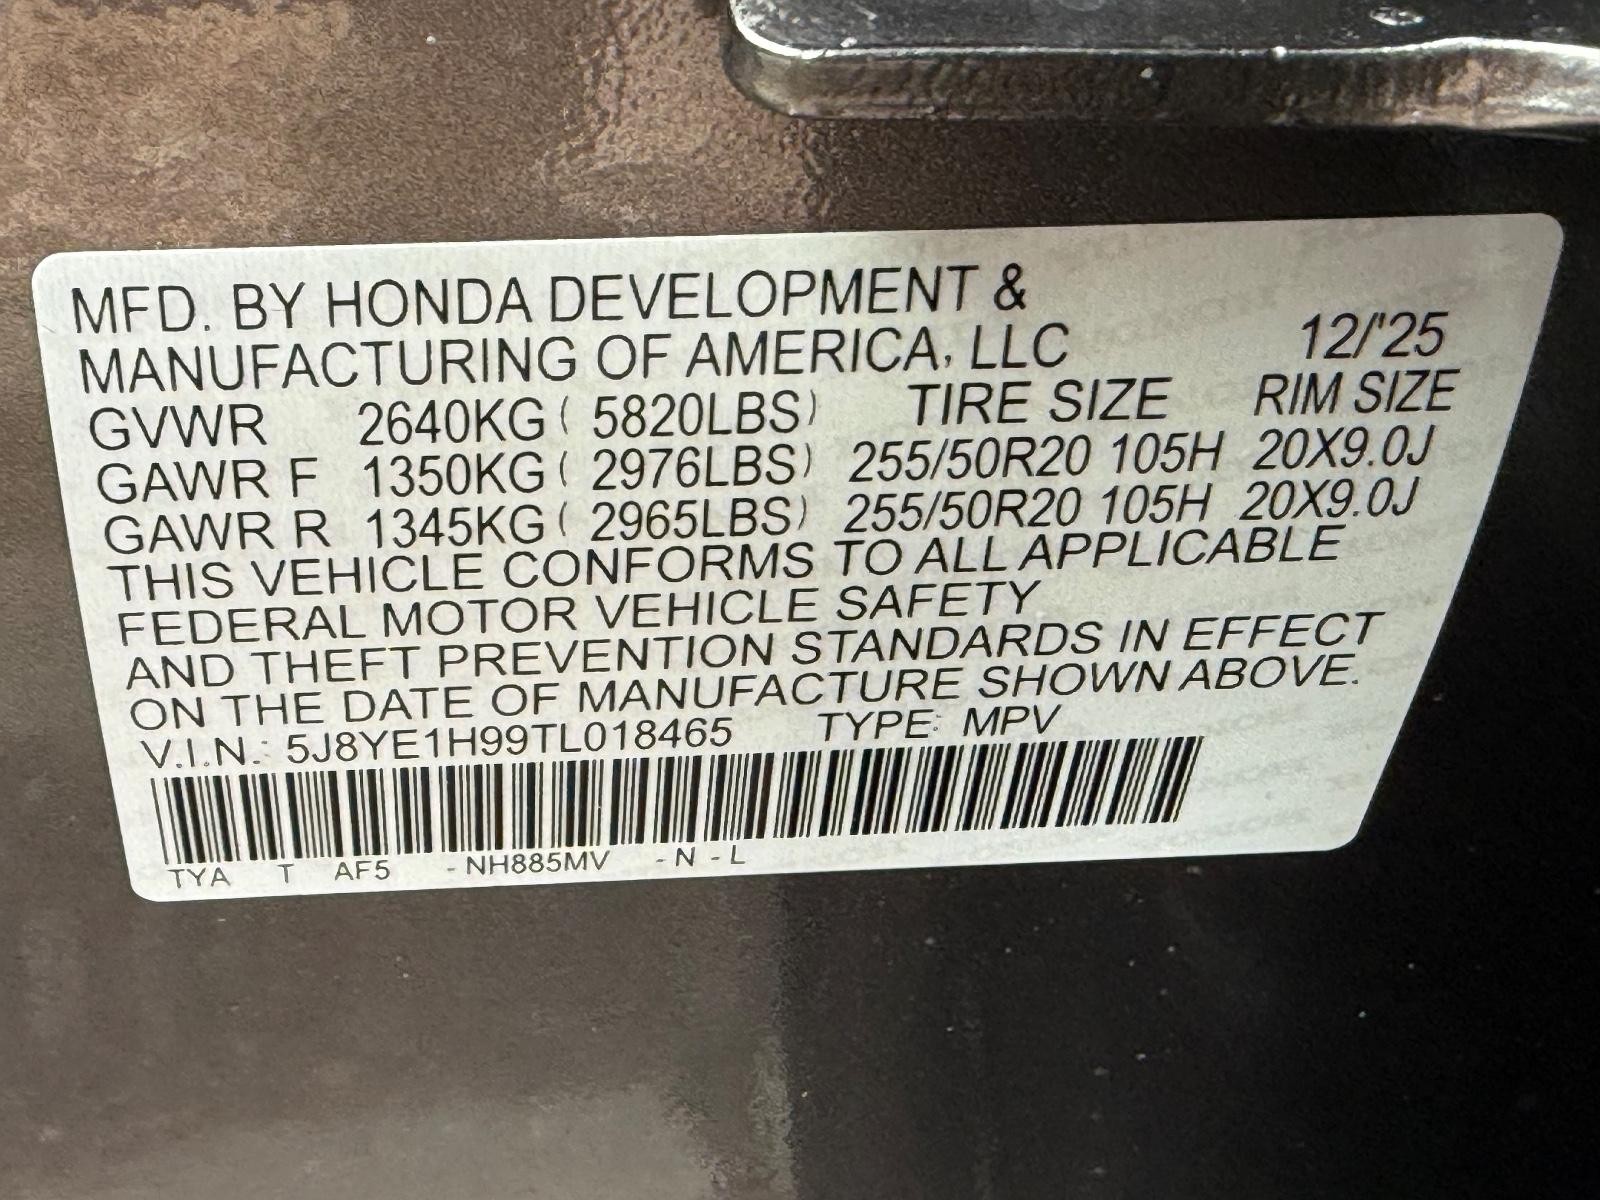 MFD. BY HONDA DEVELOPMENT &
MANUFACTURING OF AMERICA, LLC 12/'25
GVWR 2640KG ( 5820LBS) TIRE SIZE RIM SIZE
GAWR F 1350KG ( 2976LBS) 255/50R20 105H 20X9.0J
GAWR R 1345KG ( 2965LBS) 255/50R20 105H 20X9.0J
THIS VEHICLE CONFORMS TO ALL APPLICABLE
FEDERAL MOTOR VEHICLE SAFETY
AND THEFT PREVENTION STANDARDS IN EFFECT
ON THE DATE OF MANUFACTURE SHOWN ABOVE.
V.I.N.: 5J8YE1H99TL018465 TYPE: MPV
TYA T AF5 -NH885MV -N-L